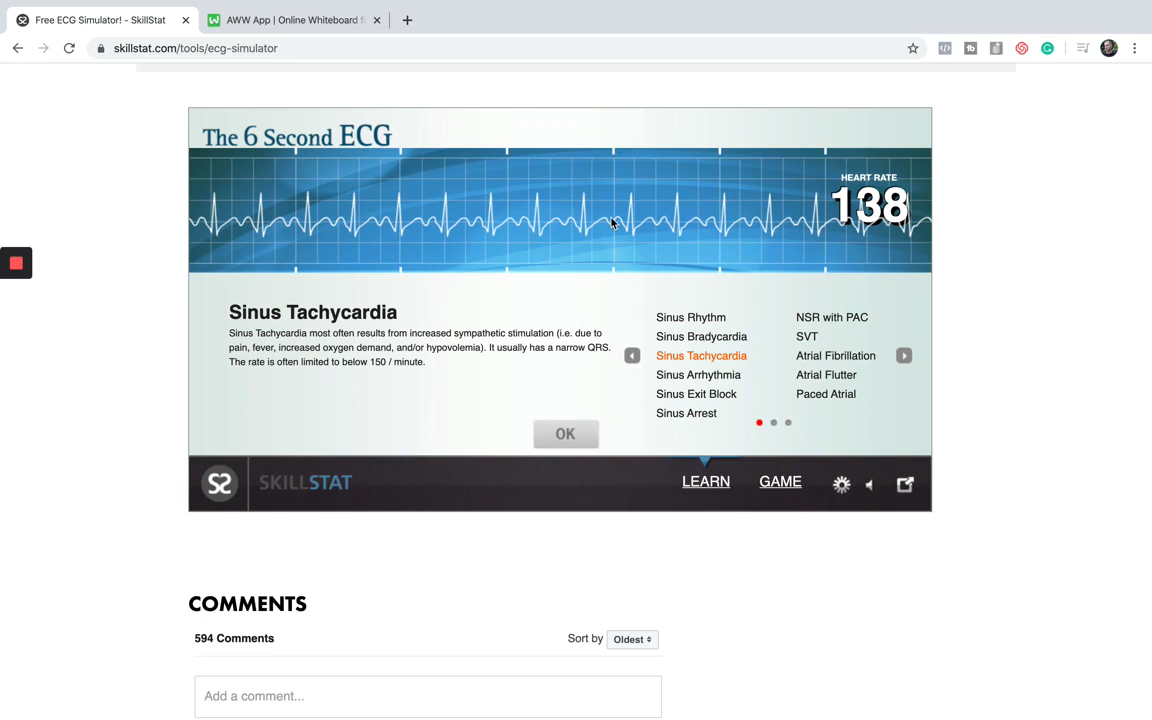 Free ECG Simulator! - SkillStat
AWW App | Online Whiteboard f
skillstat.com/tools/ecg-simulator
The 6 Second ECG
HEART RATE
138
Sinus Tachycardia
Sinus Tachycardia most often results from increased sympathetic stimulation (i.e. due to
pain, fever, increased oxygen demand, and/or hypovolemia). It usually has a narrow QRS.
The rate is often limited to below 150 / minute.
OK
Sinus Rhythm
Sinus Bradycardia
Sinus Tachycardia
Sinus Arrhythmia
Sinus Exit Block
Sinus Arrest
NSR with PAC
SVT
Atrial Fibrillation
Atrial Flutter
Paced Atrial
SKILLSTAT
LEARN
GAME
COMMENTS
594 Comments
Sort by Oldest
Add a comment...